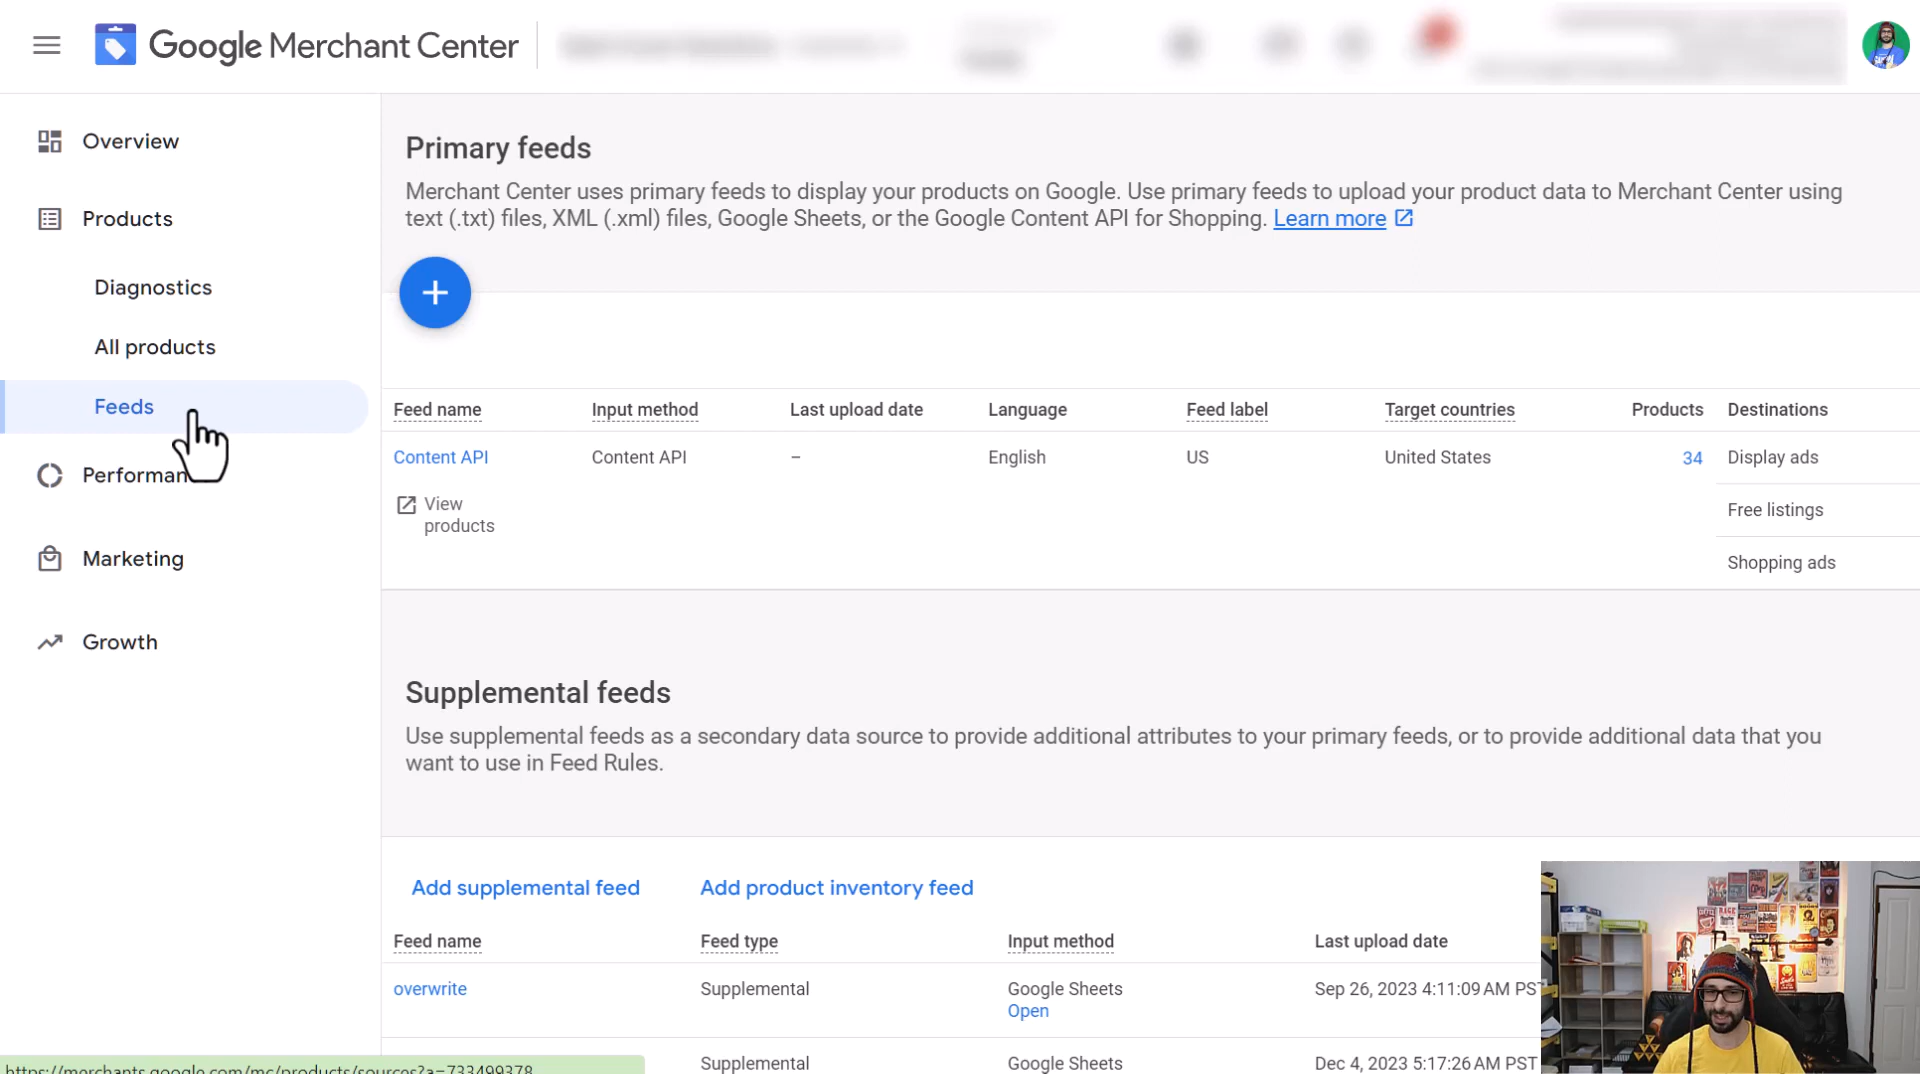 Google Merchant Center
Overview
Products
Diagnostics
All products
Feeds
Performan
Marketing
Growth
Primary feeds
Merchant Center uses primary feeds to display your products on Google. Use primary feeds to upload your product data to Merchant Center using
text (.txt) files, XML (.xml) files, Google Sheets, or the Google Content API for Shopping. Learn more
Feed name Input method Last upload date Language Feed label Target countries Products Destinations
Content API Content API – English US United States 34 Display ads
View
products
Free listings
Shopping ads
Supplemental feeds
Use supplemental feeds as a secondary data source to provide additional attributes to your primary feeds, or to provide additional data that you
want to use in Feed Rules.
Add supplemental feed Add product inventory feed
Feed name Feed type Input method Last upload date
overwrite Supplemental Google Sheets Sep 26, 2023 4:11:09 AM PST
Open
Supplemental Google Sheets Dec 4, 2023 5:17:26 AM PST
https://merchants.google.com/mc/products/sources?a=733499378